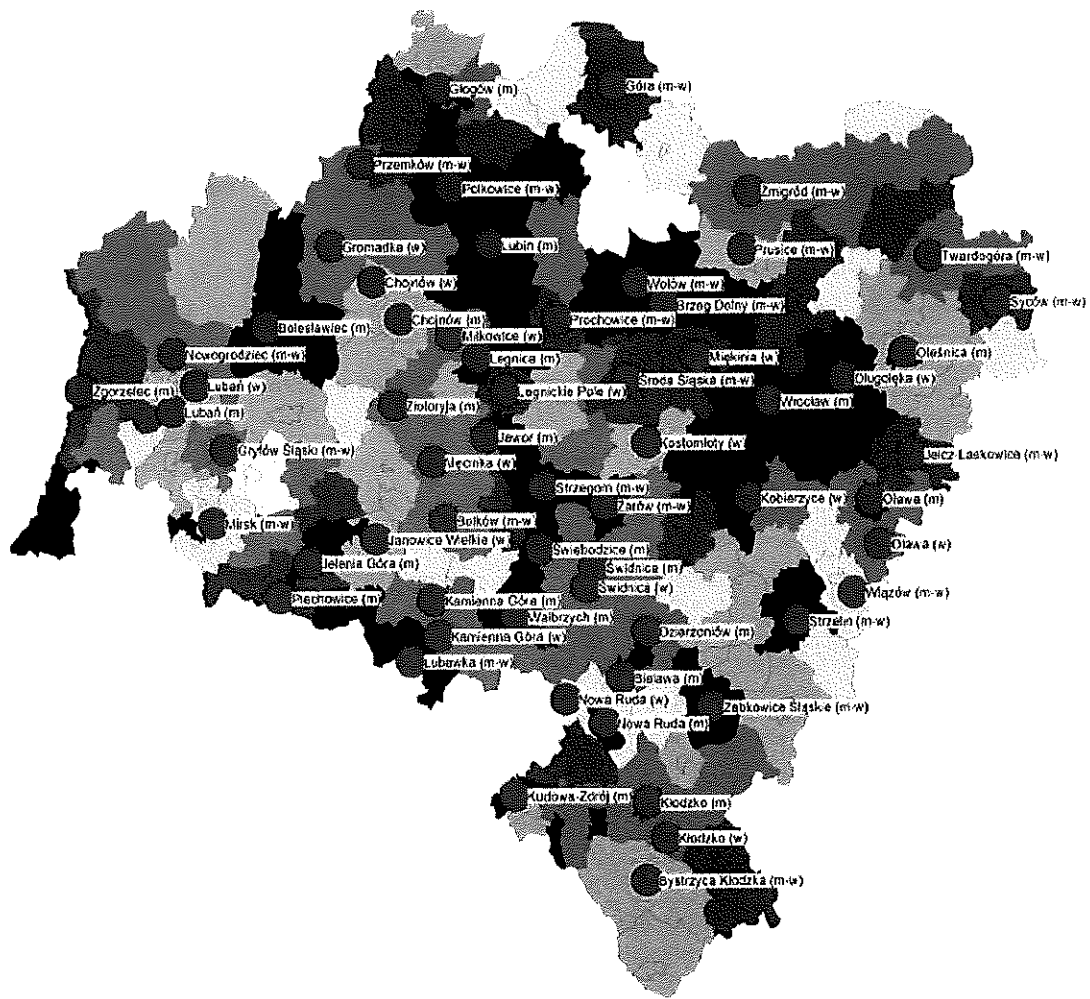 Głogów (m)
Góra (m-w)
Przemków (m-w)
Polkowice (m-w)
Żmigród (m-w)
Gromadka (w)
Lubin (m)
Prusice (m-w)
Twardogóra (m-w)
Chojnów (w)
Wołów (m-w)
Brzeg Dolny (m-w)
Syców (m-w)
Chojnów (m)
Prochowice (m-w)
Bolesławiec (m)
Miłkowice (w)
Nowogrodziec (m-w)
Legnica (m)
Miękinia (w)
Oleśnica (m)
Zgorzelec (m)
Lubań (w)
Legnickie Pole (w)
Środa Śląska (m-w)
Długołęka (w)
Lubań (m)
Złotoryja (m)
Wrocław (m)
Gryfów Śląski (m-w)
Jawor (m)
Kostomłoty (w)
Męcinka (w)
Jelcz-Laskowice (m-w)
Strzegom (m-w)
Żarów (m-w)
Kobierzyce (w)
Oława (m)
Mirsk (m-w)
Bolków (m-w)
Janowice Wielkie (w)
Świebodzice (m)
Oława (w)
Jelenia Góra (m)
Świdnica (m)
Świdnica (w)
Piechowice (m)
Kamienna Góra (m)
Wiązów (m-w)
Wałbrzych (m)
Strzelin (m-w)
Kamienna Góra (w)
Dzierżoniów (m)
Lubawka (m-w)
Bielawa (m)
Nowa Ruda (w)
Ząbkowice Śląskie (m-w)
Nowa Ruda (m)
Kudowa-Zdrój (m)
Kłodzko (m)
Kłodzko (w)
Bystrzyca Kłodzka (m-w)